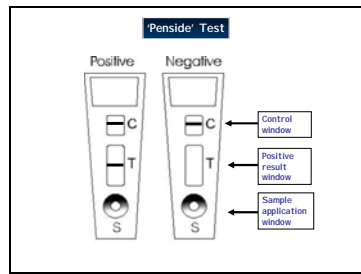 'Penside' Test
Positive
Negative
C
C
Control
window
T
T
Positive
result
window
Sample
application
window
S
S